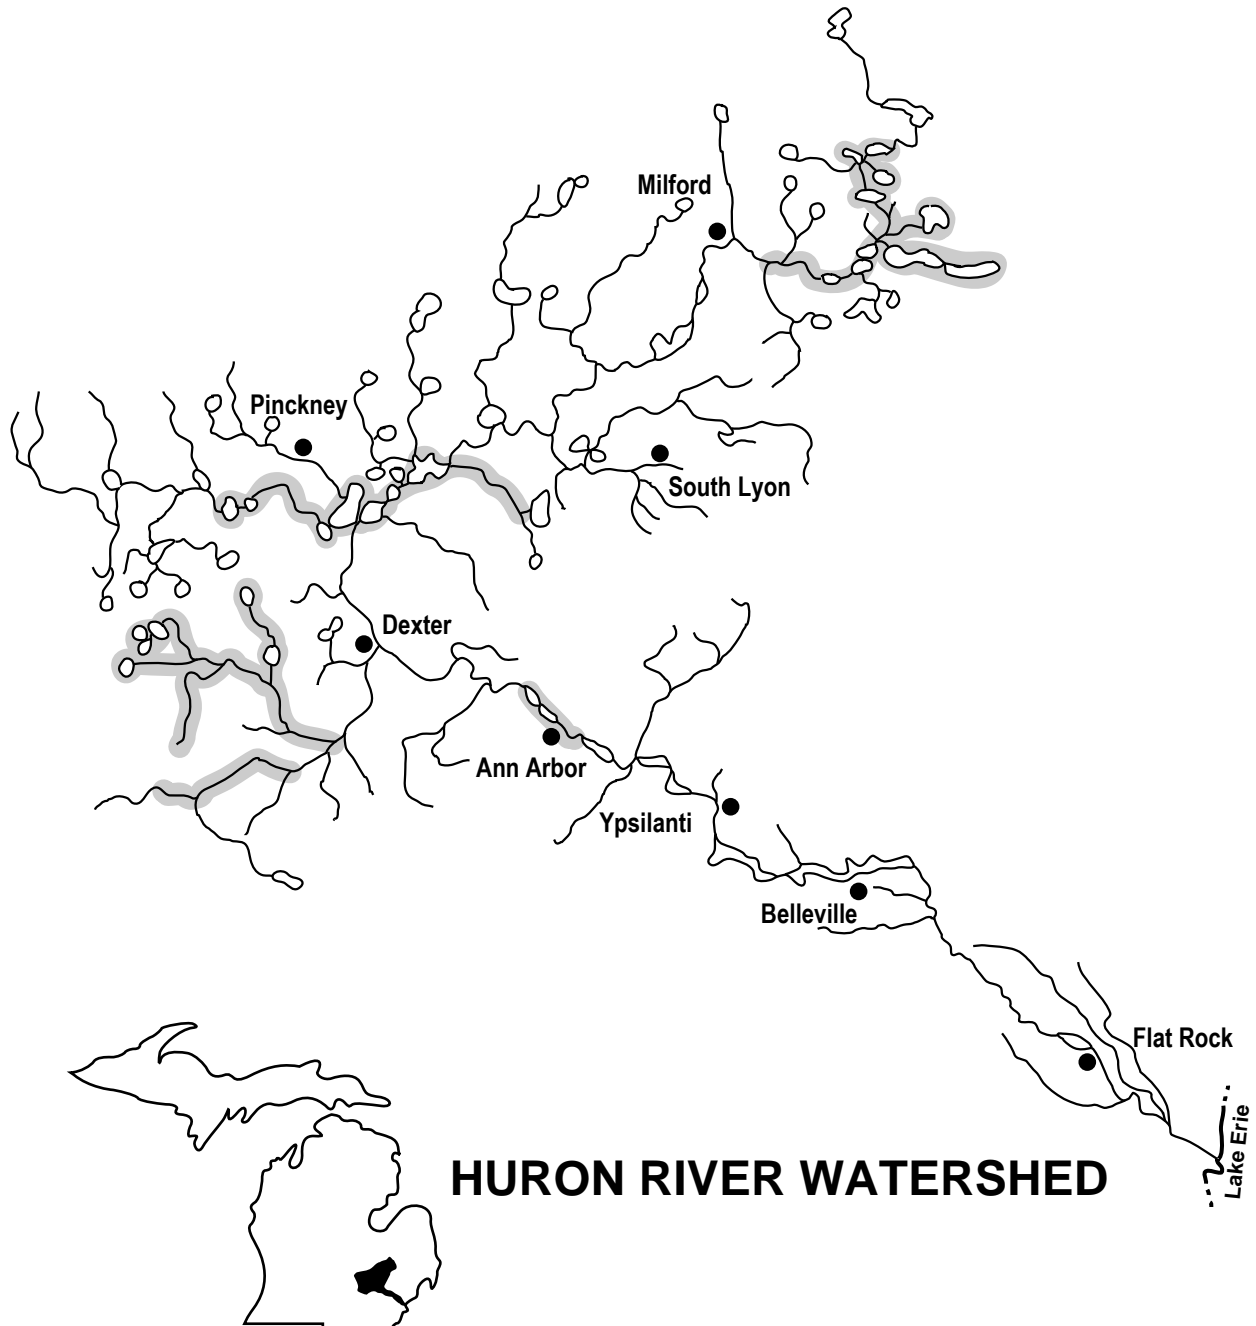 Milford
Pinckney
South Lyon
Dexter
Ann Arbor
Ypsilanti
Belleville
Flat Rock
Lake Erie
HURON RIVER WATERSHED